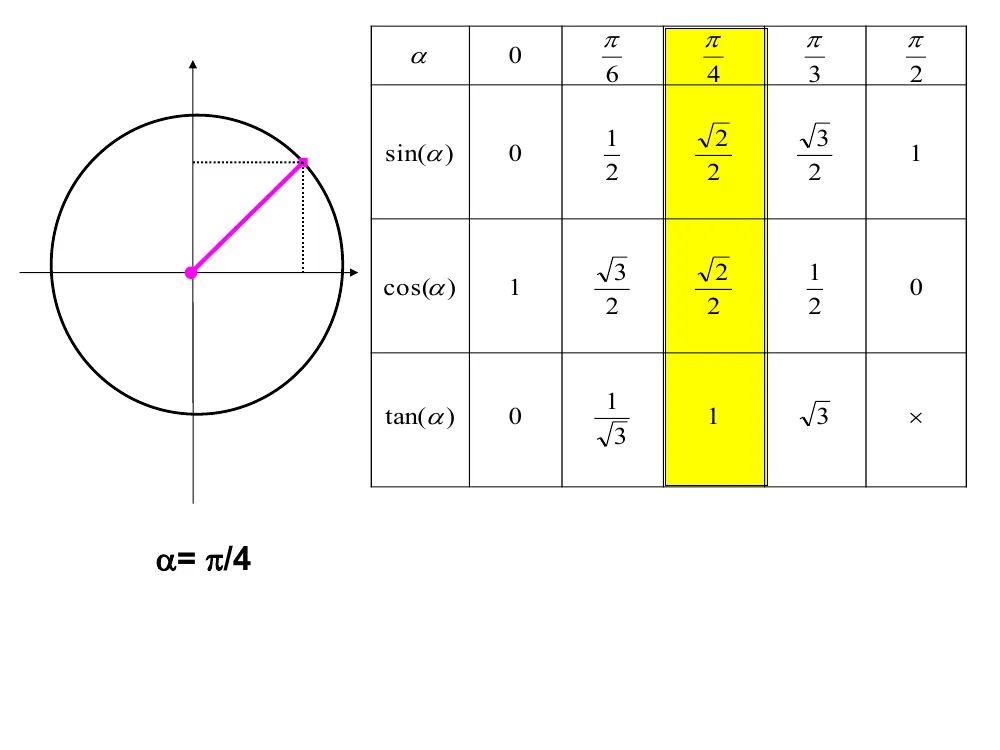 α 0 π/6 π/4 π/3 π/2
sin(α) 0 1/2 √2/2 √3/2 1
cos(α) 1 √3/2 √2/2 1/2 0
tan(α) 0 1/√3 1 √3 ×
α= π/4